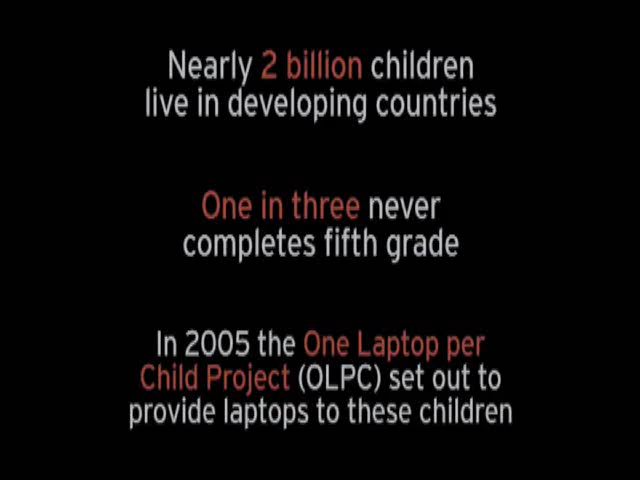 Nearly 2 billion children
live in developing countries
One in three never
completes fifth grade
In 2005 the One Laptop per
Child Project (OLPC) set out to
provide laptops to these children